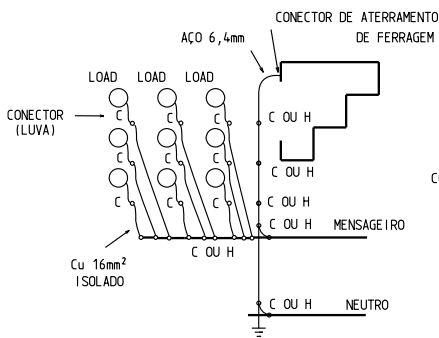 CONECTOR DE ATERRAMENTO
DE FERRAGEM
AÇO 6,4mm
LOAD LOAD LOAD
CONECTOR
(LUVA)
C C C
C OU H
C C C
C OU H
C C C
C OU H
C OU H
MENSAGEIRO
C OU H
Cu 16mm²
ISOLADO
C OU H
NEUTRO